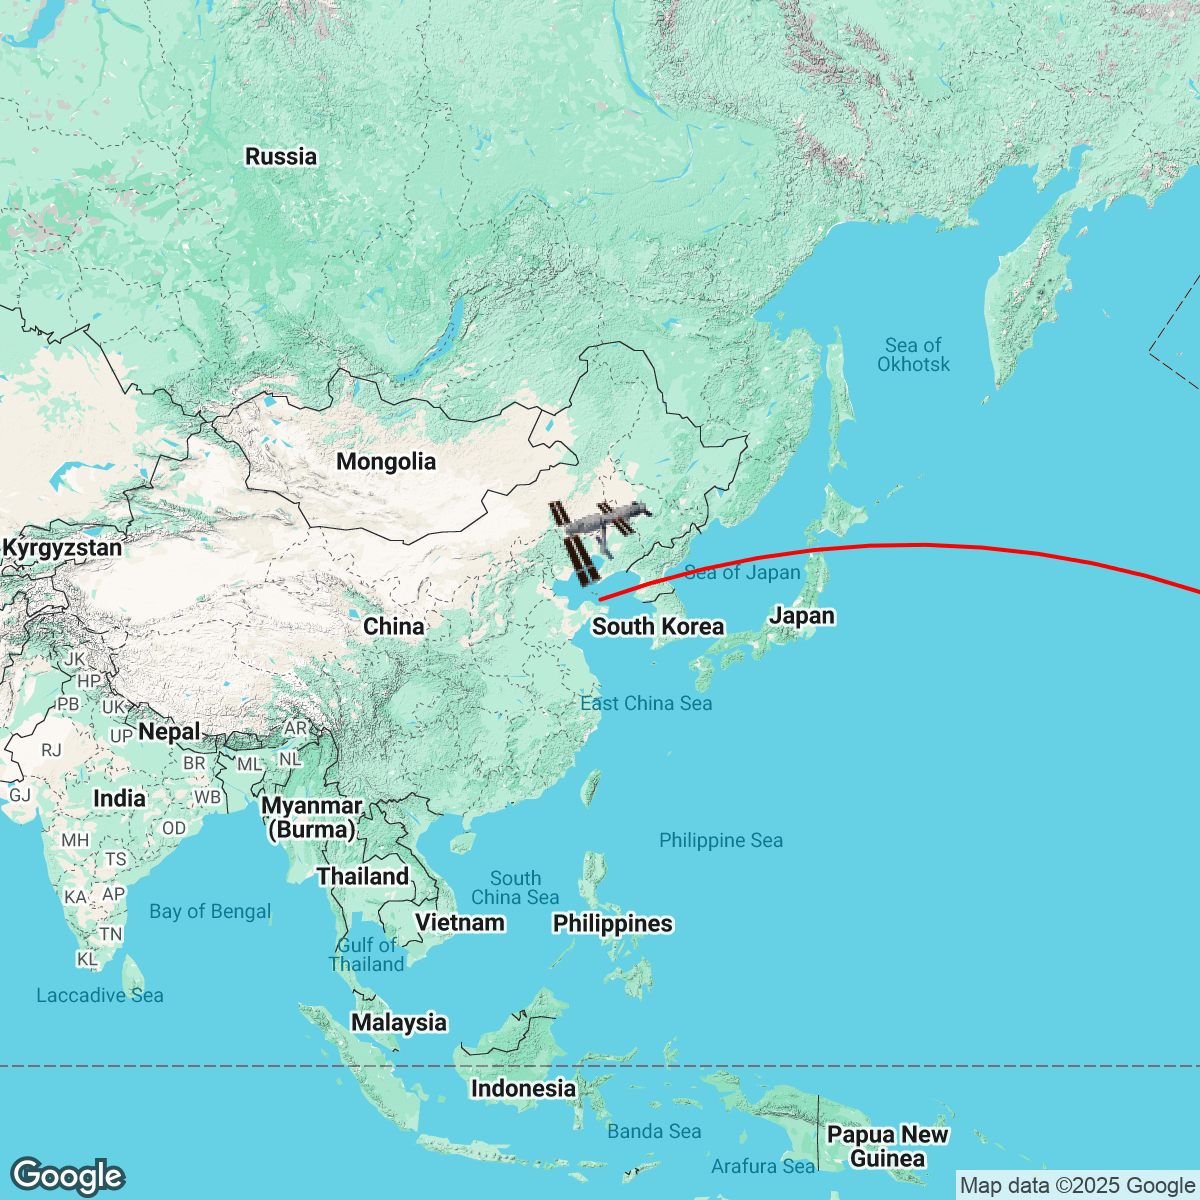 Russia
Sea of
Okhotsk
Mongolia
Kyrgyzstan
Sea of Japan
Japan
China
South Korea
JK
HP
PB
UK
East China Sea
Nepal
AR
UP
RJ
BR
ML
NL
GJ
India
WB
Myanmar
(Burma)
OD
MH
Philippine Sea
TS
Thailand
South
China Sea
KA
AP
Bay of Bengal
Vietnam
Philippines
TN
Gulf of
Thailand
KL
Laccadive Sea
Malaysia
Indonesia
Banda Sea
Papua New
Guinea
Arafura Sea
Google
Map data ©2025 Google